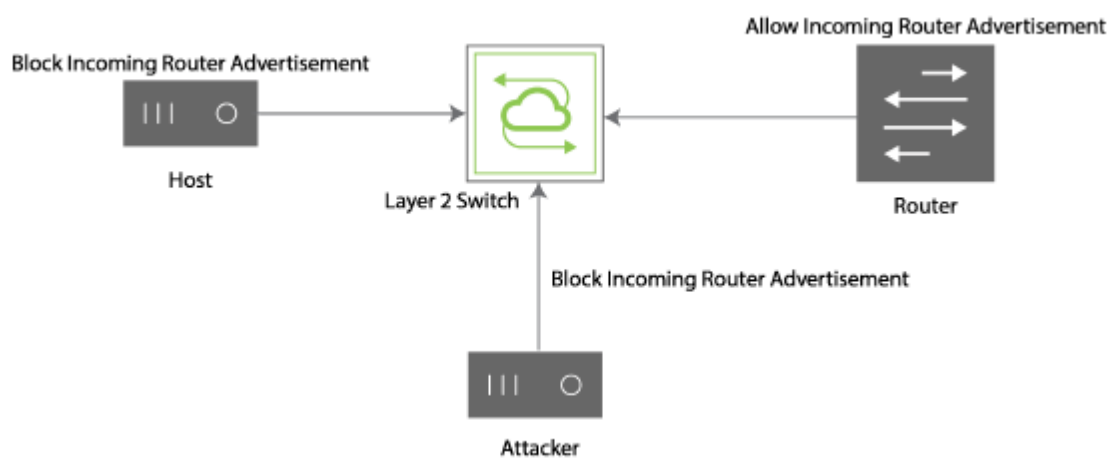 Allow Incoming Router Advertisement
Block Incoming Router Advertisement
Host
Layer 2 Switch
Router
Block Incoming Router Advertisement
Attacker